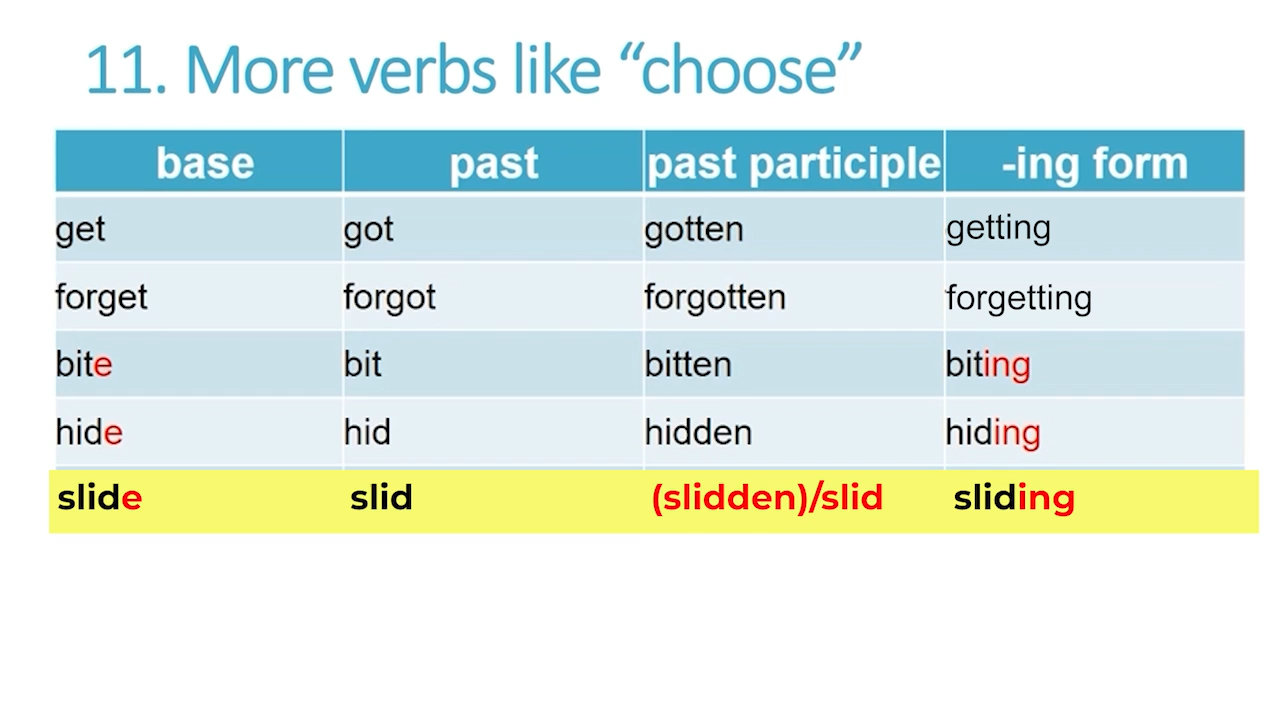 11. More verbs like “choose”
base past past participle -ing form
get got gotten getting
forget forgot forgotten forgetting
bite bit bitten biting
hide hid hidden hiding
slide slid (slidden)/slid sliding